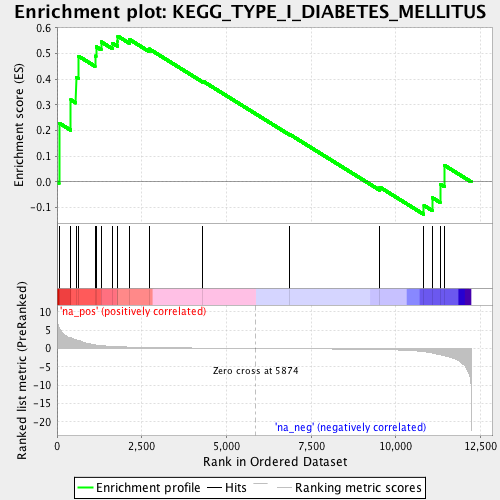 Enrichment plot: KEGG_TYPE_I_DIABETES_MELLITUS
Enrichment score (ES)
0.6
0.5
0.4
0.3
0.2
0.1
0.0
-0.1
'na_pos' (positively correlated)
Ranked list metric (PreRanked)
10
5
0
-5
-10
-15
-20
Zero cross at 5874
'na_neg' (negatively correlated)
0
2,500
5,000
7,500
10,000
12,500
Rank in Ordered Dataset
Enrichment profile
Hits
Ranking metric scores